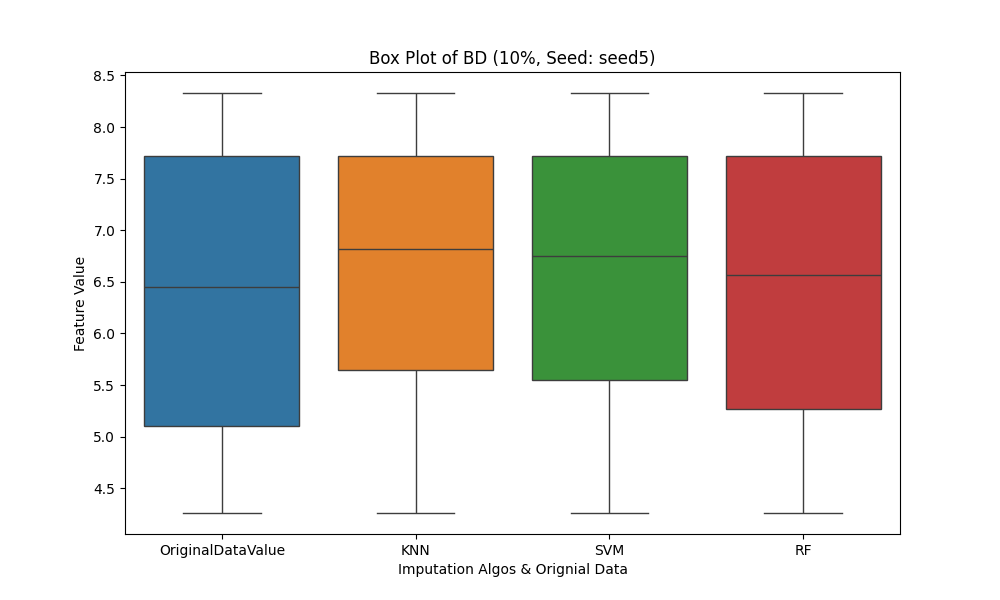 Box Plot of BD (10%, Seed: seed5)
8.5
8.0
7.5
7.0
6.5
6.0
5.5
5.0
4.5
Feature Value
OriginalDataValue
KNN
SVM
RF
Imputation Algos & Orignial Data